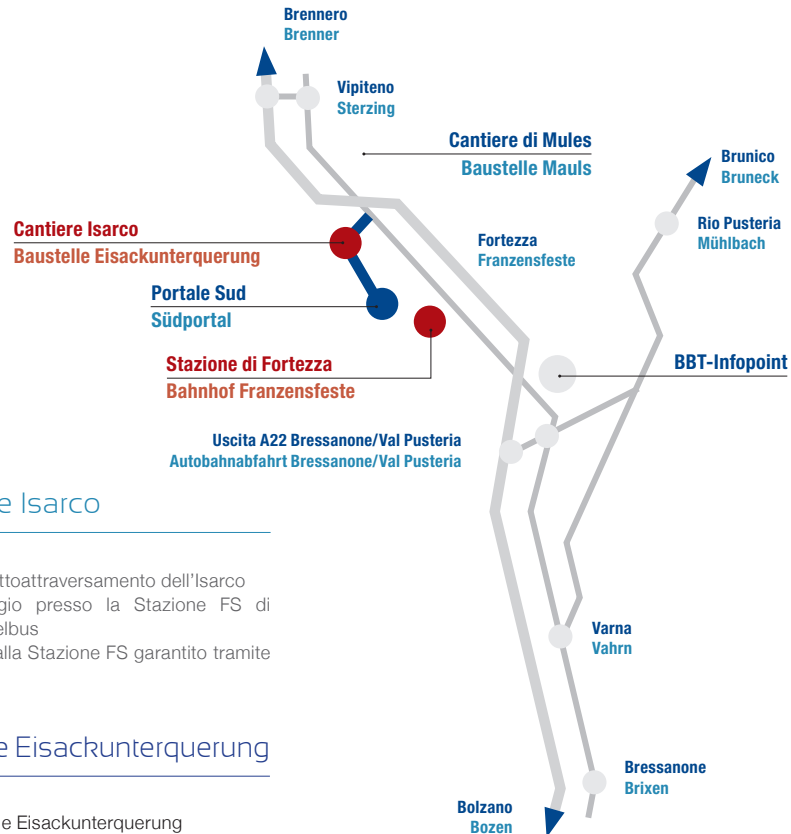 Brennero
Brenner
Vipiteno
Sterzing
Cantiere di Mules
Baustelle Mauls
Brunico
Bruneck
Rio Pusteria
Mühlbach
Cantiere Isarco
Baustelle Eisackunterquerung
Fortezza
Franzensfeste
Portale Sud
Südportal
Stazione di Fortezza
Bahnhof Franzensfeste
BBT-Infopoint
Uscita A22 Bressanone/Val Pusteria
Autobahnabfahrt Bressanone/Val Pusteria
e Isarco
ttoattraversamento dell'Isarco
gio presso la Stazione FS di
elbus
alla Stazione FS garantito tramite
Varna
Vahrn
e Eisackunterquerung
Bressanone
Brixen
Bolzano
Bozen
e Eisackunterquerung